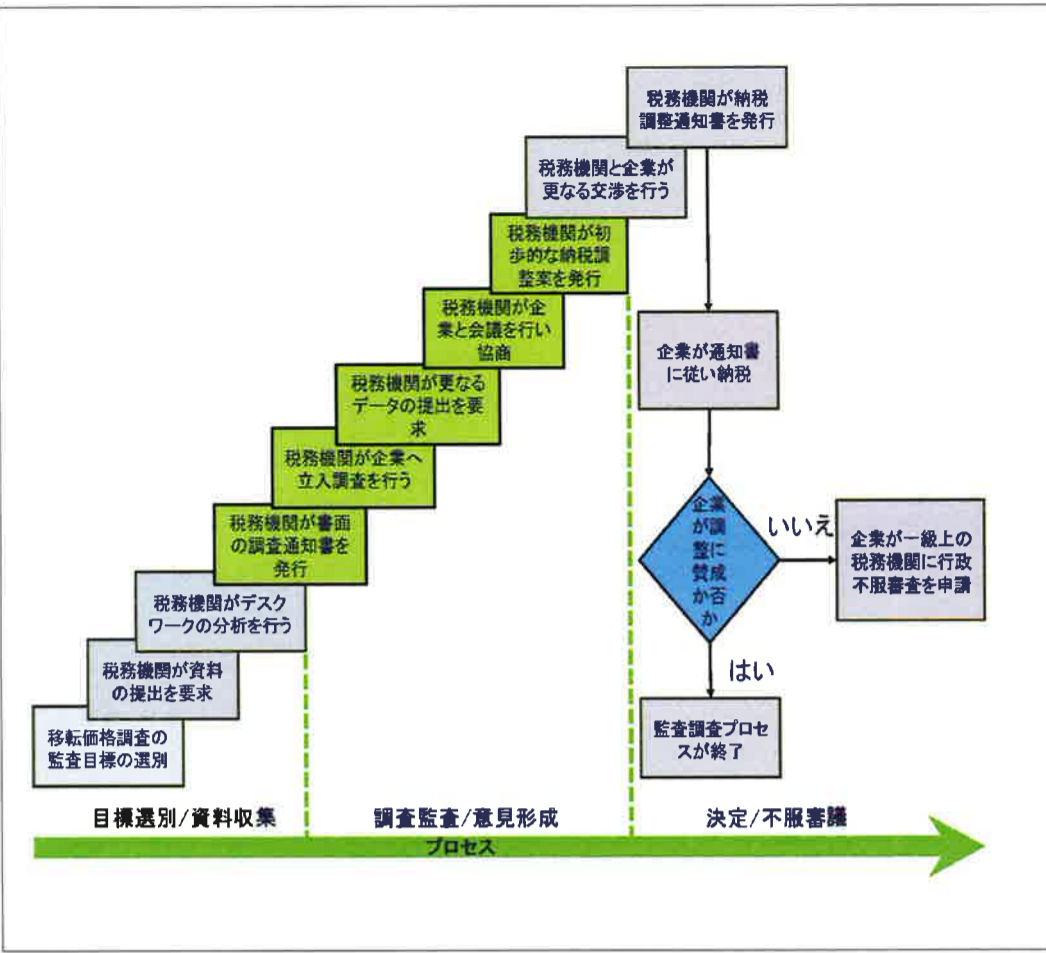 税務機関が納税
調整通知書を発行
税務機関と企業が
更なる交渉を行う
税務機関が初
歩的な納税調
整案を発行
税務機関が企
業と会議を行い
協商
税務機関が更なる
データの提出を要
求
税務機関が企業へ
立入調査を行う
税務機関が書面
の調査通知書を
発行
税務機関がデスク
ワークの分析を行う
税務機関が資料
の提出を要求
移転価格調査の
監査目標の選別
企業が通知書
に従い納税
企業
が調
整に
賛成
か否
か
いいえ
企業が一級上の
税務機関に行政
不服審査を申請
はい
監査調査プロセ
スが終了
目標選別/資料収集
調査監査/意見形成
決定/不服審議
プロセス